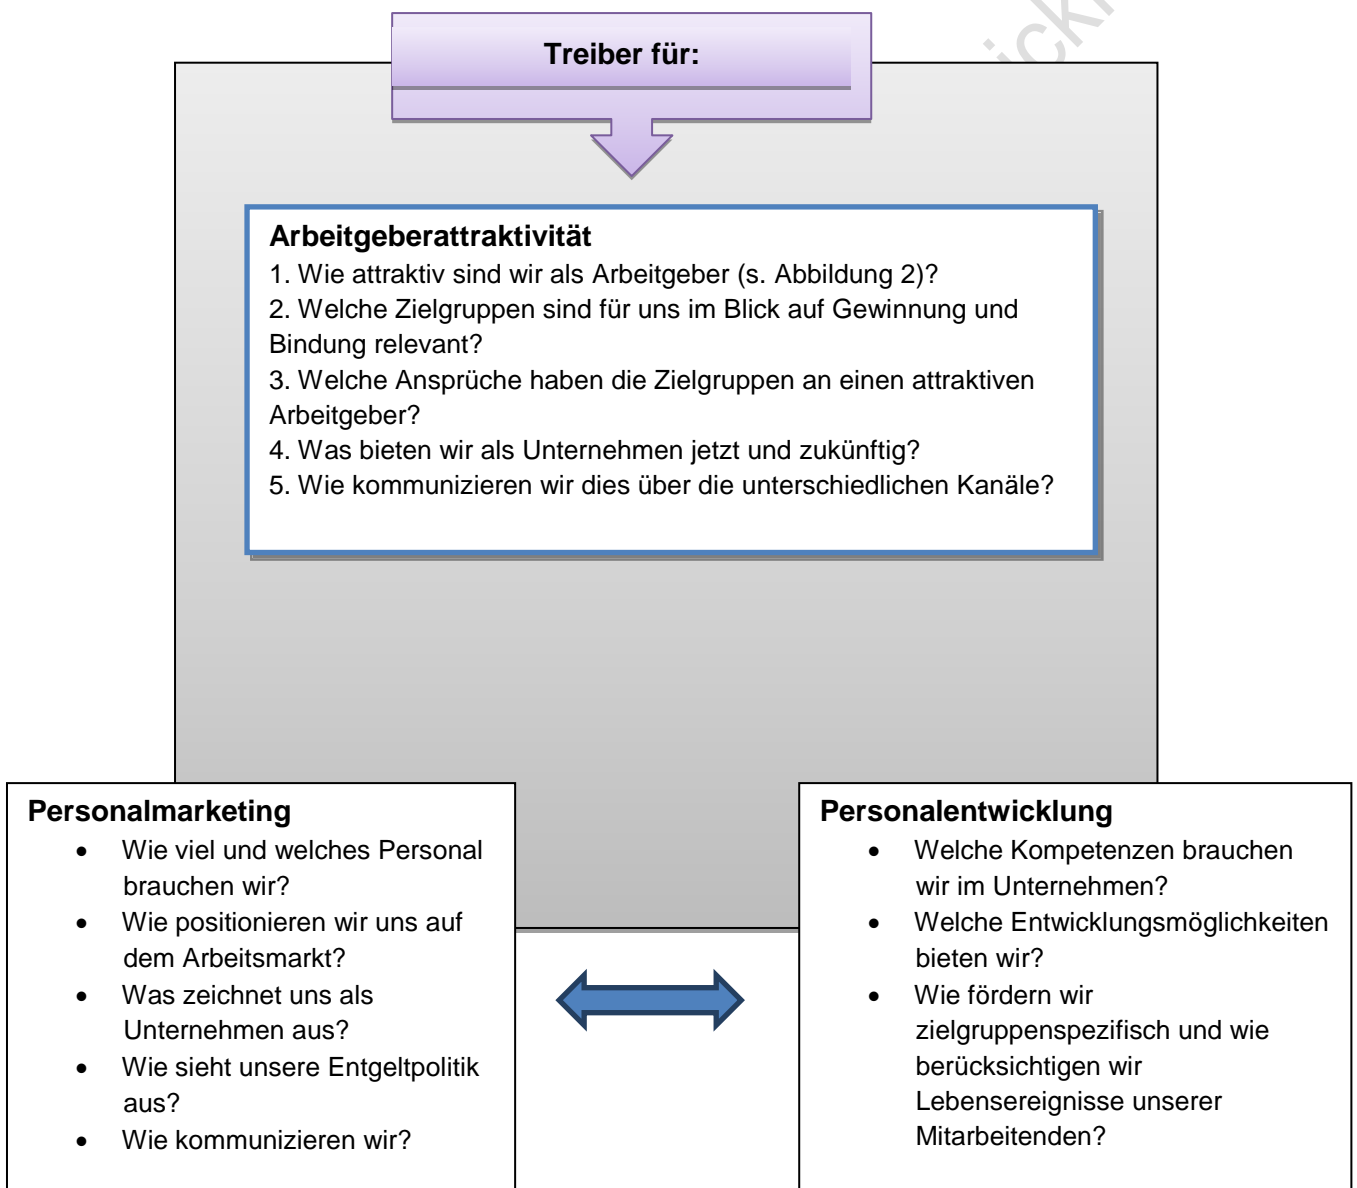 Treiber für:
Arbeitgeberattraktivität
1. Wie attraktiv sind wir als Arbeitgeber (s. Abbildung 2)?
2. Welche Zielgruppen sind für uns im Blick auf Gewinnung und
Bindung relevant?
3. Welche Ansprüche haben die Zielgruppen an einen attraktiven
Arbeitgeber?
4. Was bieten wir als Unternehmen jetzt und zukünftig?
5. Wie kommunizieren wir dies über die unterschiedlichen Kanäle?
Personalmarketing
• Wie viel und welches Personal
brauchen wir?
• Wie positionieren wir uns auf
dem Arbeitsmarkt?
• Was zeichnet uns als
Unternehmen aus?
• Wie sieht unsere Entgeltpolitik
aus?
• Wie kommunizieren wir?
Personalentwicklung
• Welche Kompetenzen brauchen
wir im Unternehmen?
• Welche Entwicklungsmöglichkeiten
bieten wir?
• Wie fördern wir
zielgruppenspezifisch und wie
berücksichtigen wir
Lebensereignisse unserer
Mitarbeitenden?